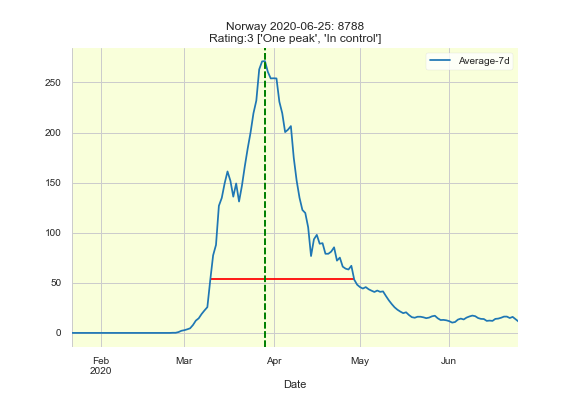 Norway 2020-06-25: 8788
Rating:3 ['One peak', 'In control']
Average-7d
250
200
150
100
50
0
Feb Mar Apr May Jun
2020
Date